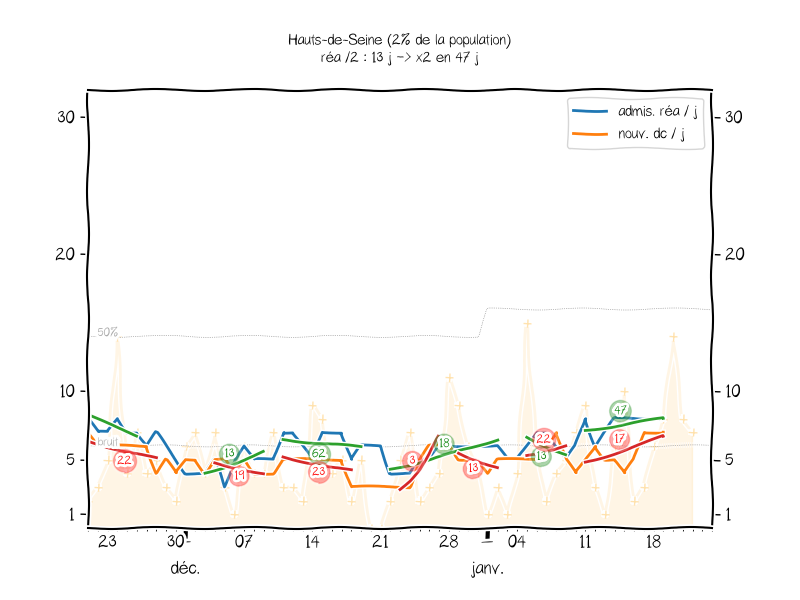 Hauts-de-Seine (2% de la population)
réa /2 : 13 j -> x2 en 47 j
admis. réa / j
nouv. dc / j
30 30
20 20
50%
10 10
bruit
5 5
1 1
22 13 19 62 23 3 18 13 22 13 47 17
23 30 07 14 21 28 04 11 18
déc. janv.